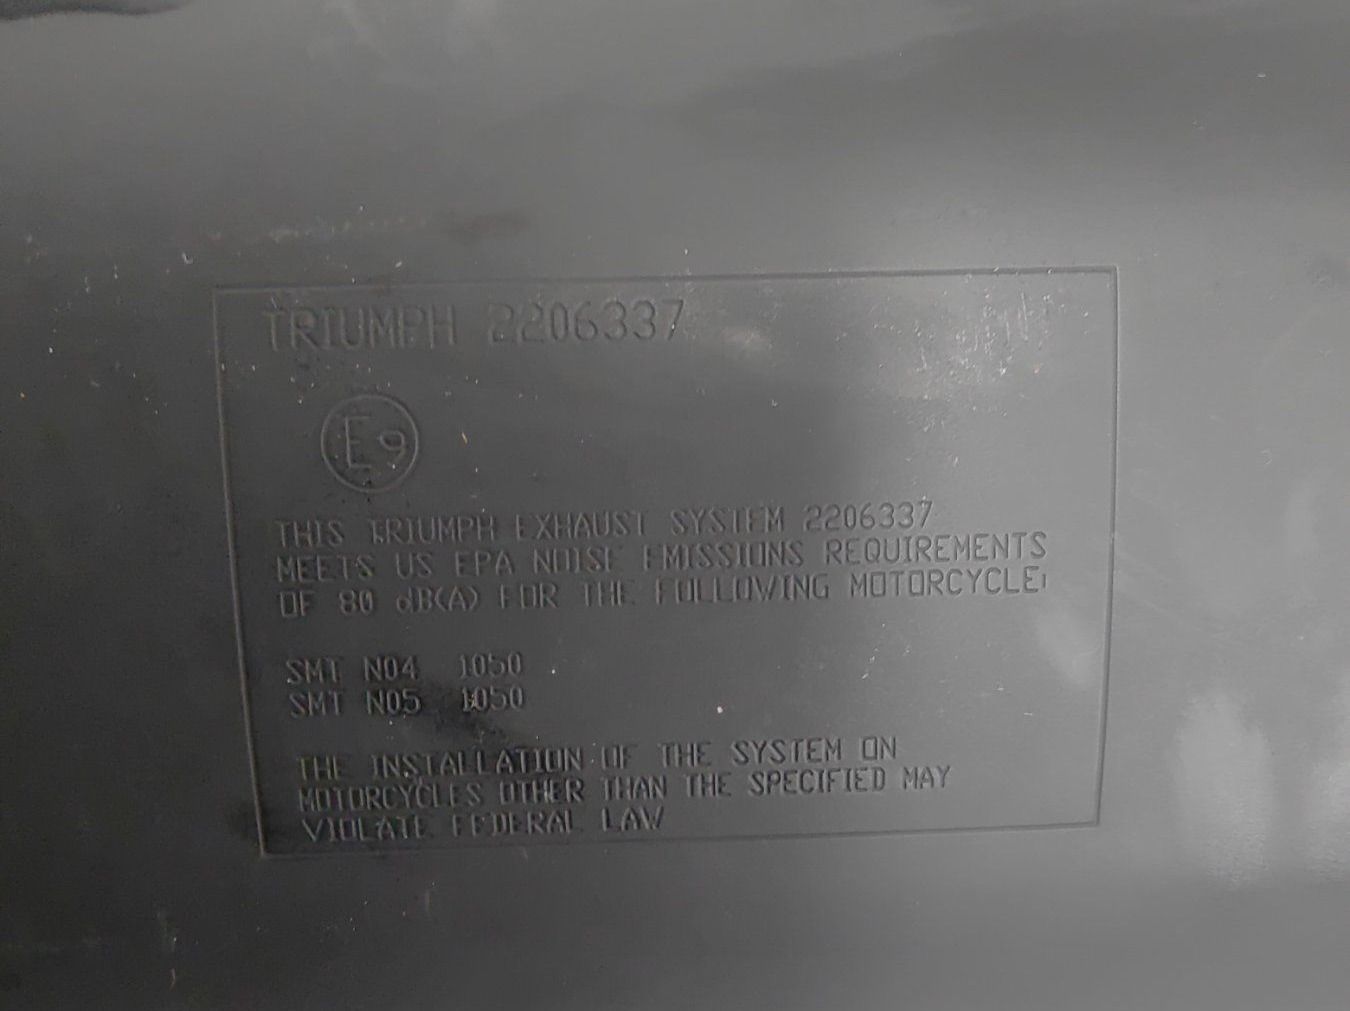 TRIUMPH 2206337
E9
THIS TRIUMPH EXHAUST SYSTEM 2206337
MEETS US EPA NOISE EMISSIONS REQUIREMENTS
OF 80 dB(A) FOR THE FOLLOWING MOTORCYCLE:
SMT N04 1050
SMT N05 1050
THE INSTALLATION OF THE SYSTEM ON
MOTORCYCLES OTHER THAN THE SPECIFIED MAY
VIOLATE FEDERAL LAW